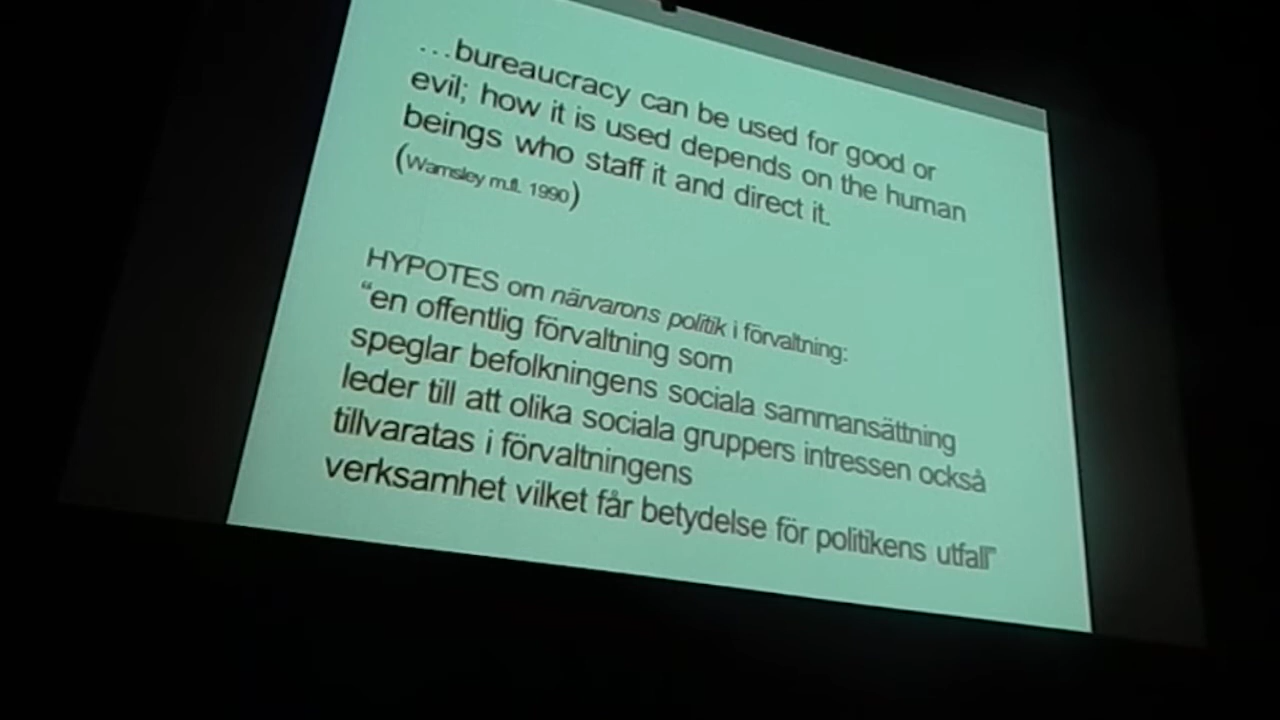 …bureaucracy can be used for good or
evil; how it is used depends on the human
beings who staff it and direct it.
(Wamsley m.fl. 1990)
HYPOTES om närvarons politik i förvaltning:
“en offentlig förvaltning som
speglar befolkningens sociala sammansättning
leder till att olika sociala gruppers intressen också
tillvaratas i förvaltningens
verksamhet vilket får betydelse för politikens utfall”